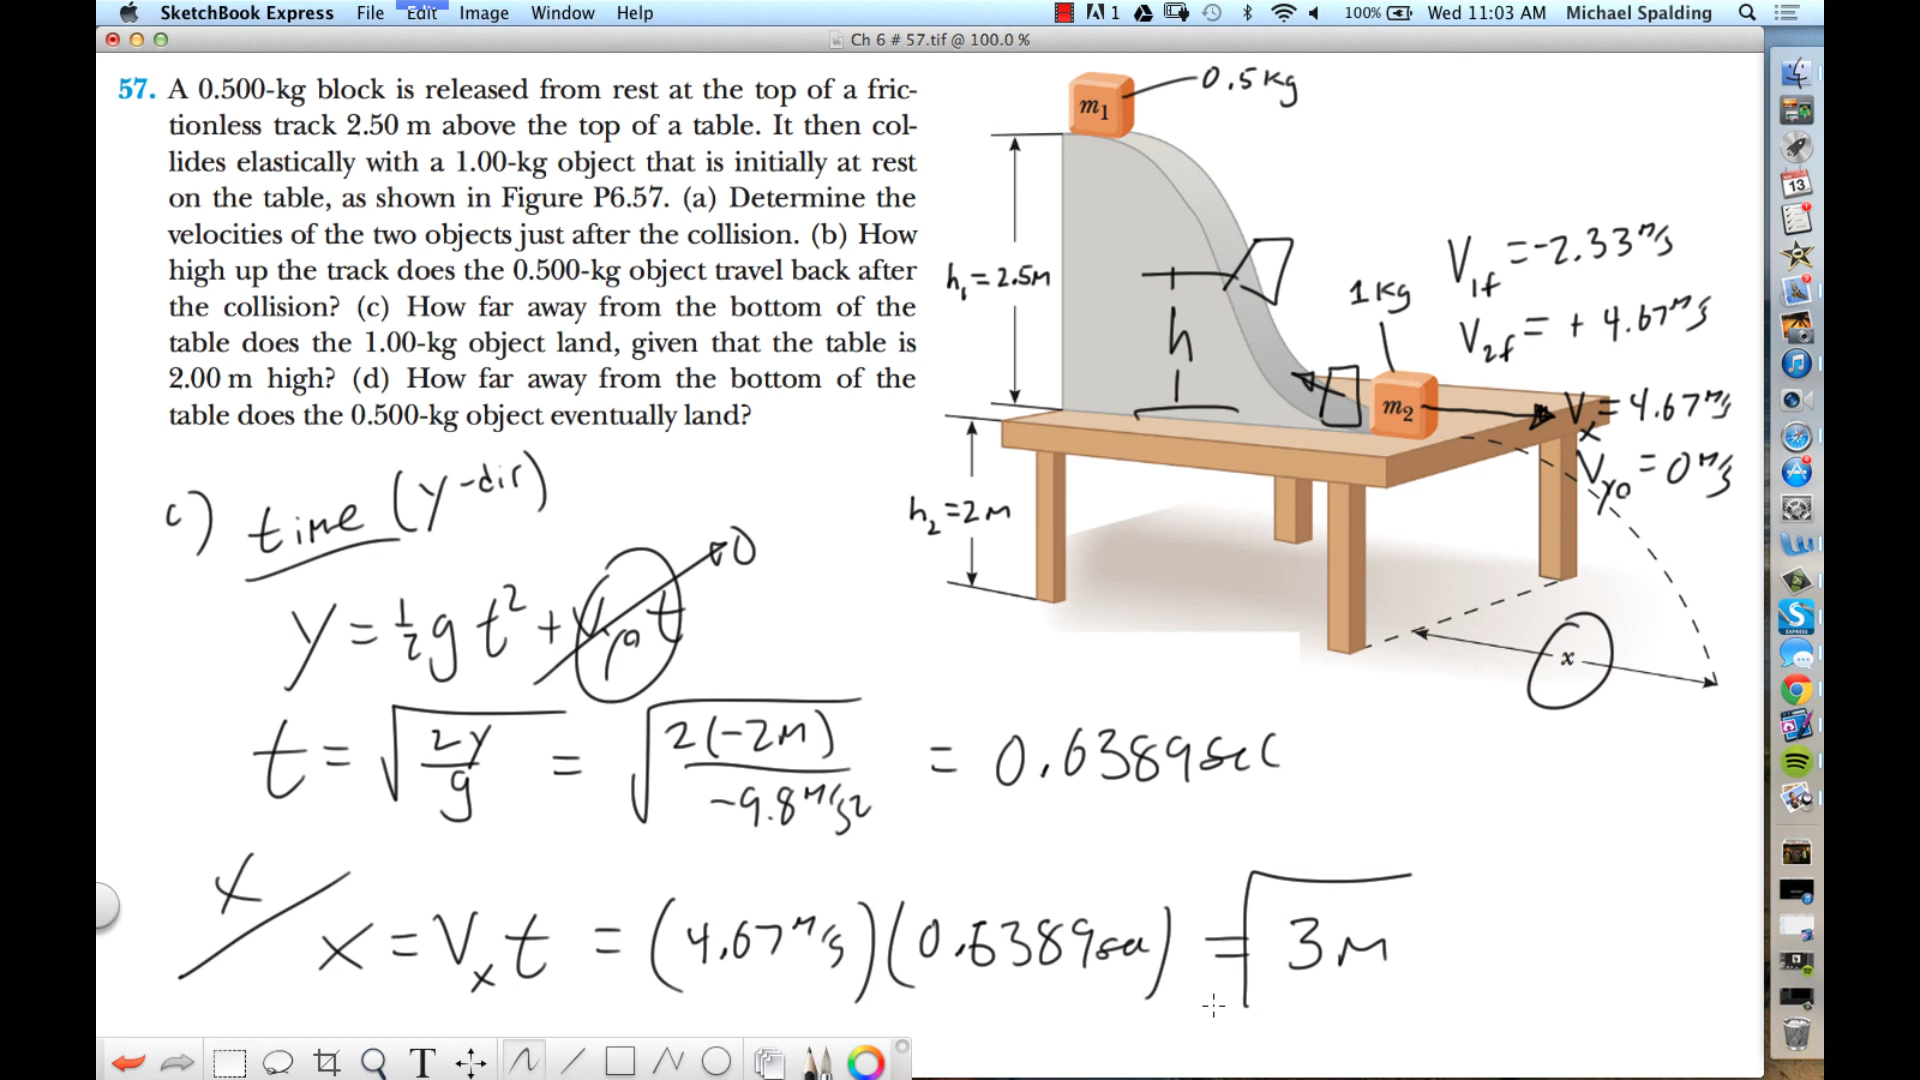 SketchBook Express File Edit Image Window Help
1 100% Wed 11:03 AM Michael Spalding
Ch 6 # 57.tif @ 100.0 %
57. A 0.500-kg block is released from rest at the top of a fric-
tionless track 2.50 m above the top of a table. It then col-
lides elastically with a 1.00-kg object that is initially at rest
on the table, as shown in Figure P6.57. (a) Determine the
velocities of the two objects just after the collision. (b) How
high up the track does the 0.500-kg object travel back after
the collision? (c) How far away from the bottom of the
table does the 1.00-kg object land, given that the table is
2.00 m high? (d) How far away from the bottom of the
table does the 0.500-kg object eventually land?
m1
0.5kg
h1 = 2.5M
h
1kg
m2
V1f = -2.33 M/s
V2f = + 4.67 M/s
Vx = 4.67 M/s
Vyo = 0 M/s
h2 = 2M
x
c) time (y-dir)
y = 1/2 g t² + Vyo t 0
t = √(2y/g) = √(2(-2M)/-9.8 M/s²) = 0.6389 sec
x
x = Vx t = (4.67 M/s)(0.6389 sec) = 3M
T
13
EXPRESS